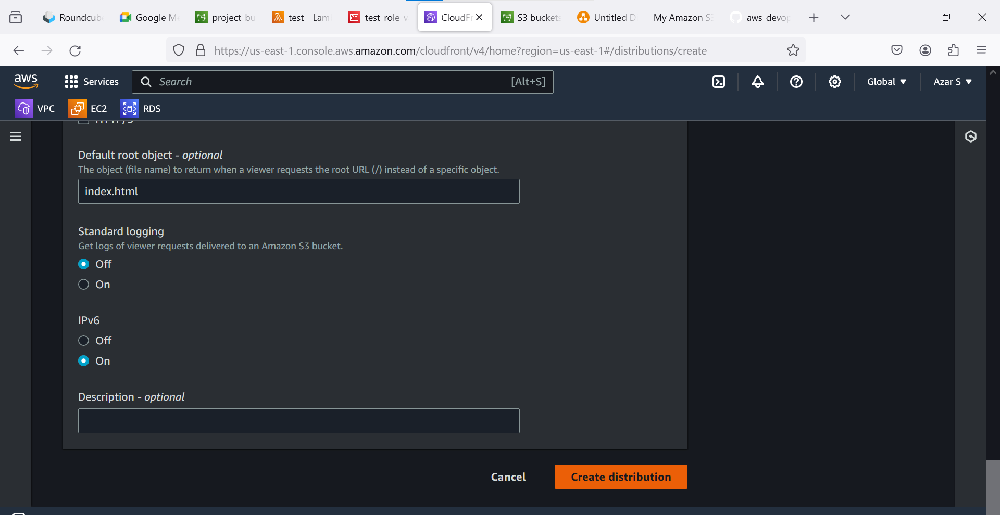 Roundcub
Google M
project-bu
test - Lam
test-role-v
CloudFr
S3 buckets
Untitled D
My Amazon S
aws-devop
https://us-east-1.console.aws.amazon.com/cloudfront/v4/home?region=us-east-1#/distributions/create
aws
Services
Search
[Alt+S]
Global
Azar S
VPC
EC2
RDS
Default root object - optional
The object (file name) to return when a viewer requests the root URL (/) instead of a specific object.
index.html
Standard logging
Get logs of viewer requests delivered to an Amazon S3 bucket.
Off
On
IPv6
Off
On
Description - optional
Cancel
Create distribution